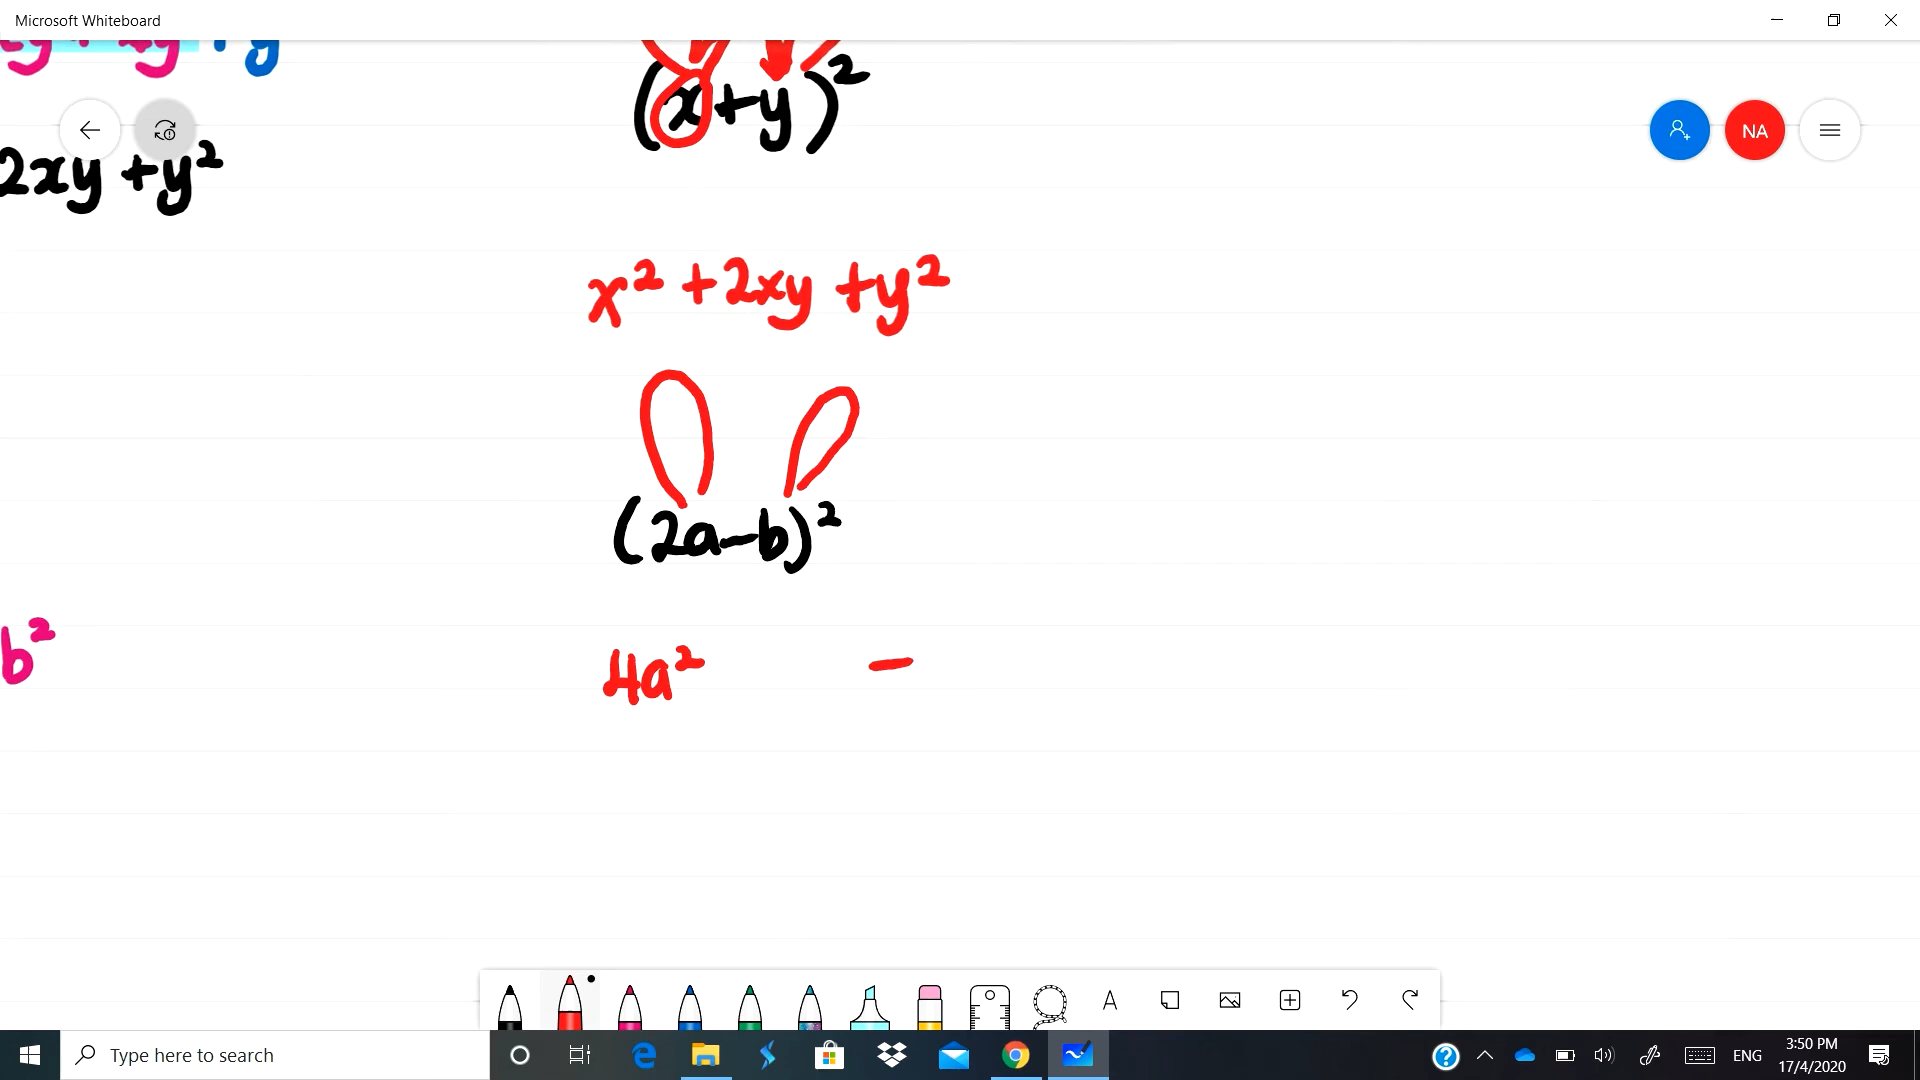 Microsoft Whiteboard
(x+y)²
NA
2xy +y²
x² +2xy +y²
(2a-b)²
b²
4a² -
A
Type here to search
ENG
3:50 PM
17/4/2020